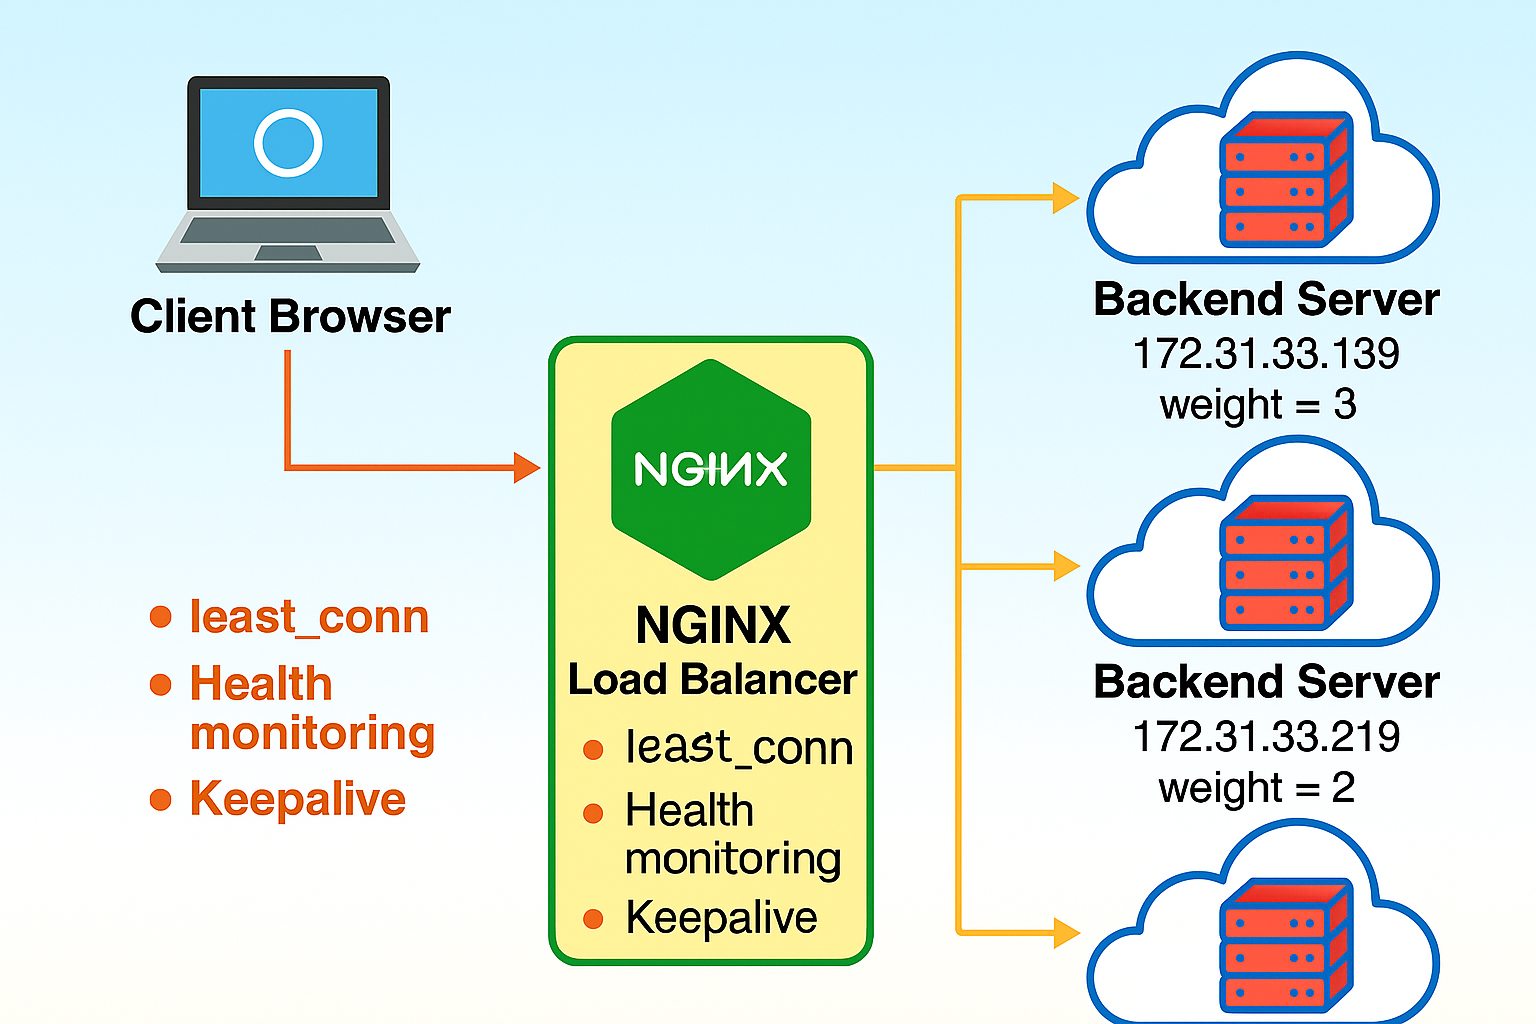 Client Browser
• least_conn
• Health
monitoring
• Keepalive
NGINX
NGINX
Load Balancer
• least_conn
• Health
monitoring
• Keepalive
Backend Server
172.31.33.139
weight = 3
Backend Server
172.31.33.219
weight = 2